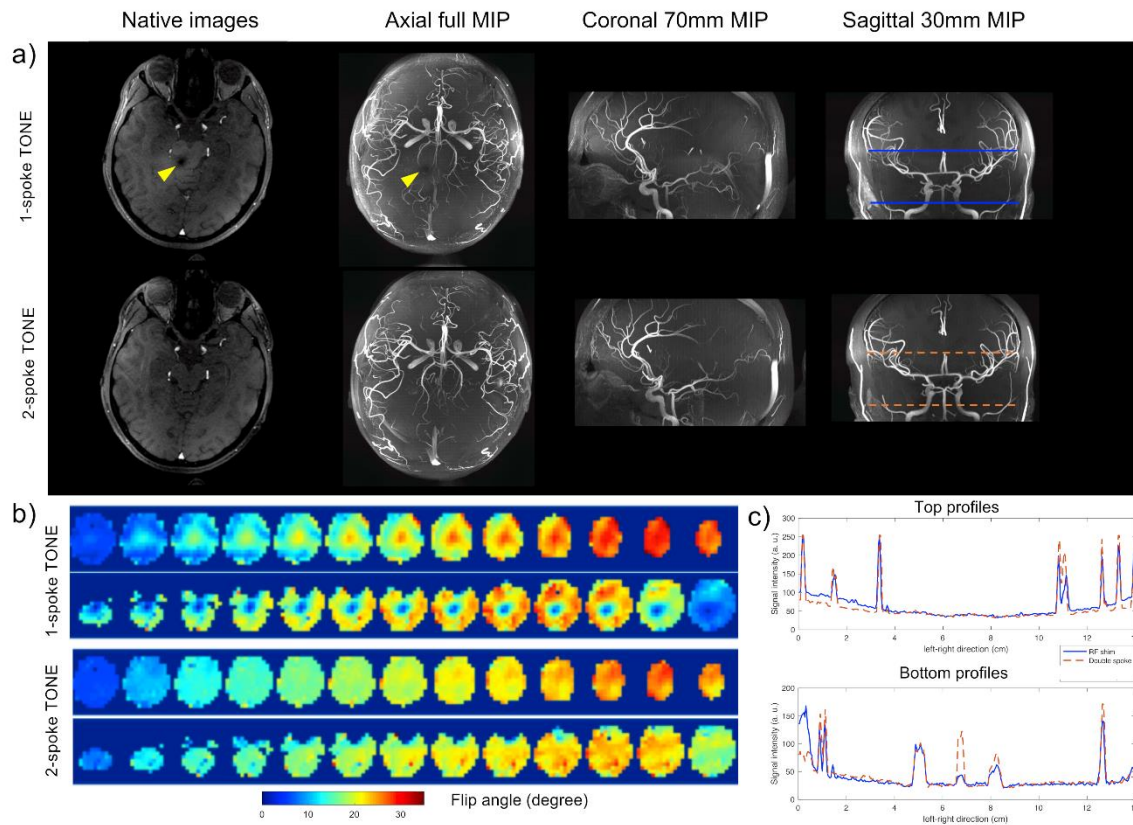 Native images
Axial full MIP
Coronal 70mm MIP
Sagittal 30mm MIP
a)
1-spoke TONE
2-spoke TONE
b)
1-spoke TONE
2-spoke TONE
0
10
20
30
Flip angle (degree)
c)
Top profiles
Signal intensity (a. u.)
300
250
200
150
100
50
0
0
2
4
6
8
10
12
left-right direction (cm)
RF shim
Double spoke
Bottom profiles
Signal intensity (a. u.)
200
150
100
50
0
0
2
4
6
8
10
12
left-right direction (cm)